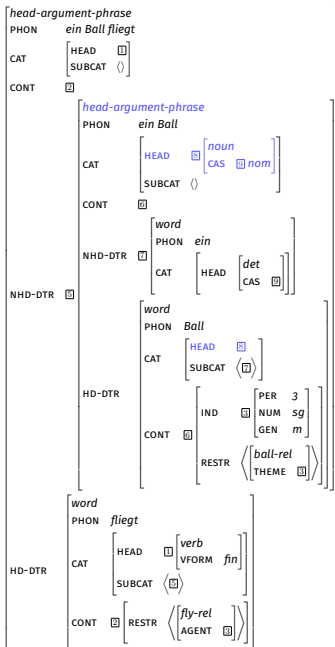 head-argument-phrase
PHON ein Ball fliegt
HEAD 1
CAT
SUBCAT ⟨⟩
CONT 2
head-argument-phrase
PHON ein Ball
noun
HEAD 8
CAS 9 nom
CAT
SUBCAT ⟨⟩
CONT 6
word
PHON ein
NHD-DTR 7
det
CAT HEAD
CAS 9
NHD-DTR 5
word
PHON Ball
HEAD 8
CAT
SUBCAT ⟨7⟩
HD-DTR
PER 3
IND 3 NUM sg
GEN m
CONT 6
ball-rel
RESTR
THEME 3
word
PHON fliegt
verb
HEAD 1
VFORM fin
CAT
SUBCAT ⟨5⟩
HD-DTR
fly-rel
CONT 2 RESTR
AGENT 3